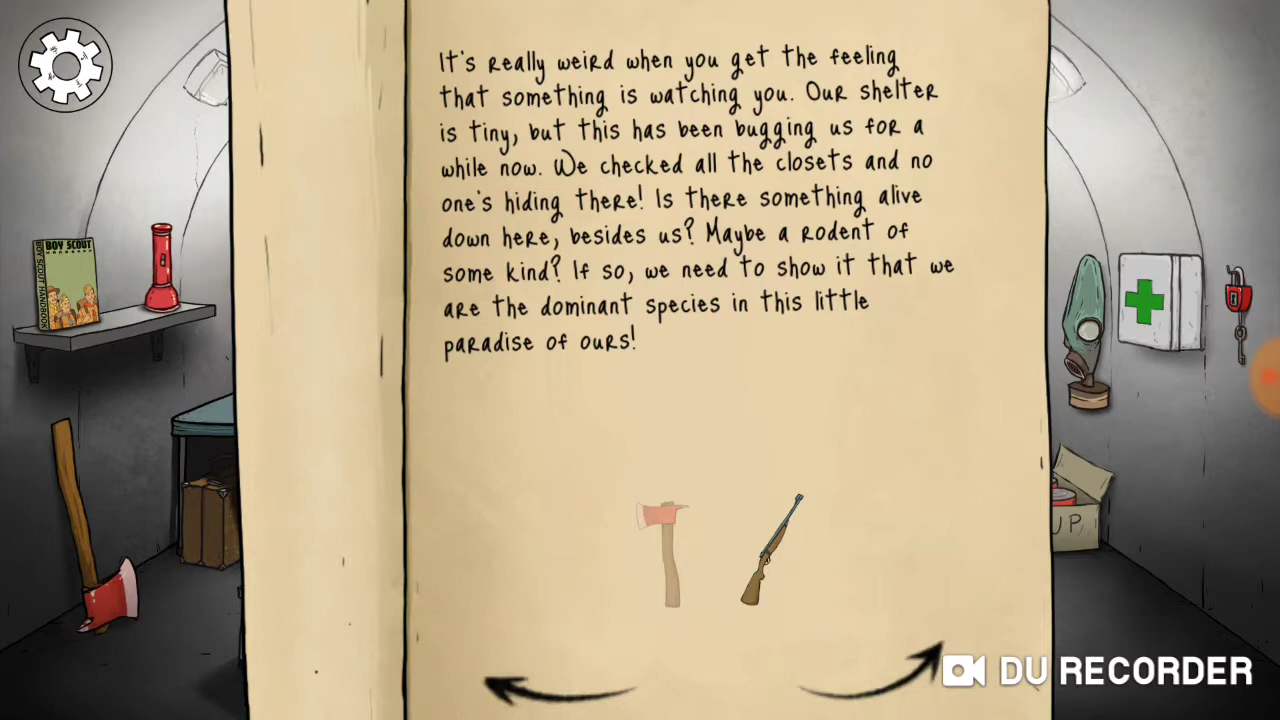 It's really weird when you get the feeling
that something is watching you. Our shelter
is tiny, but this has been bugging us for a
while now. We checked all the closets and no
one's hiding there! Is there something alive
down here, besides us? Maybe a rodent of
some kind? If so, we need to show it that we
are the dominant species in this little
paradise of ours!
BOY SCOUT
BOY SCOUT HANDBOOK
UP
DU RECORDER